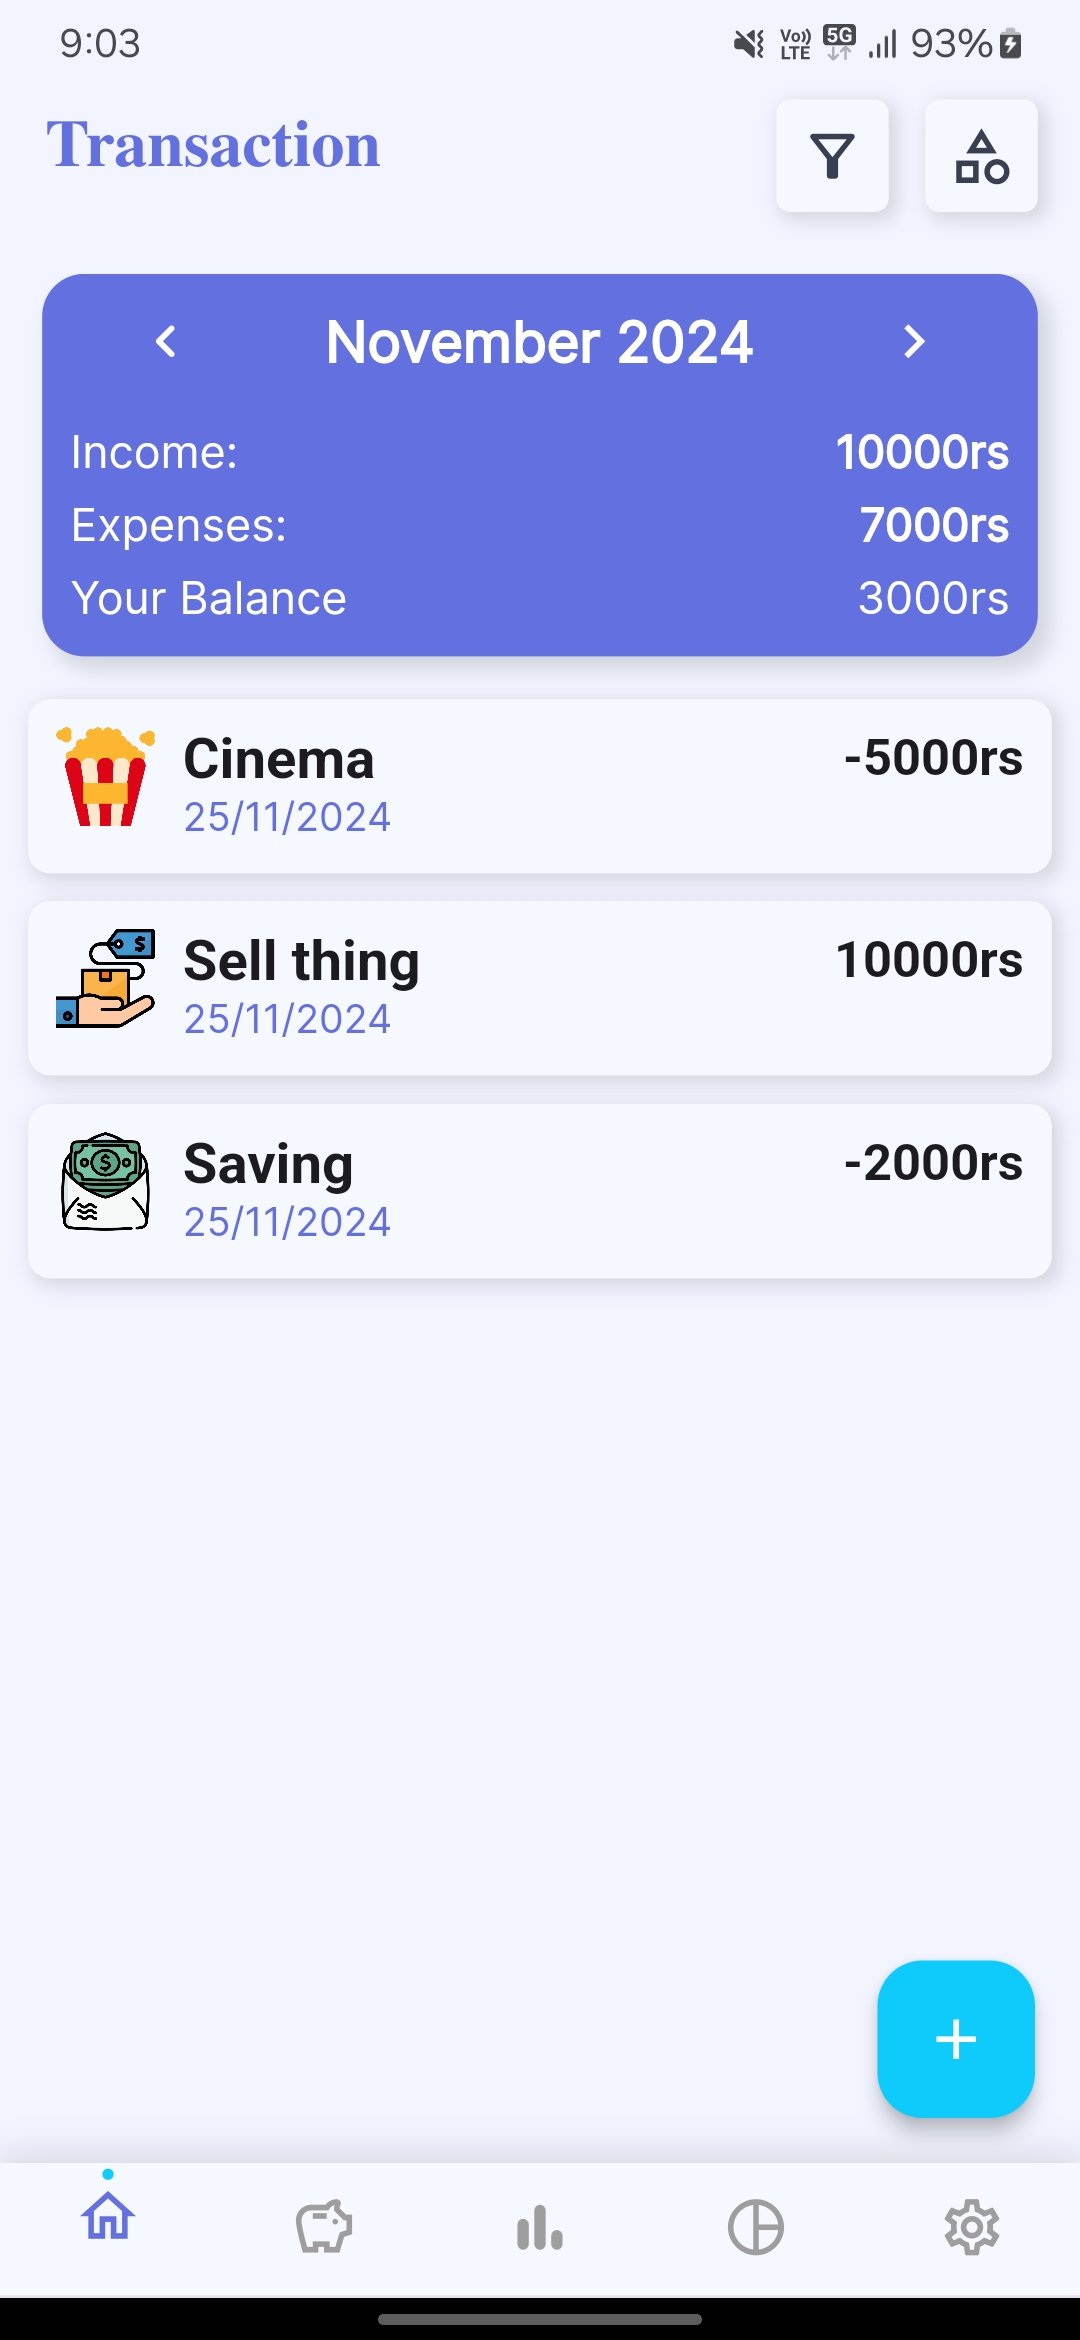 9:03
Vo)) LTE 5G 93%
Transaction
November 2024
Income: 10000rs
Expenses: 7000rs
Your Balance 3000rs
Cinema -5000rs
25/11/2024
Sell thing 10000rs
25/11/2024
Saving -2000rs
25/11/2024